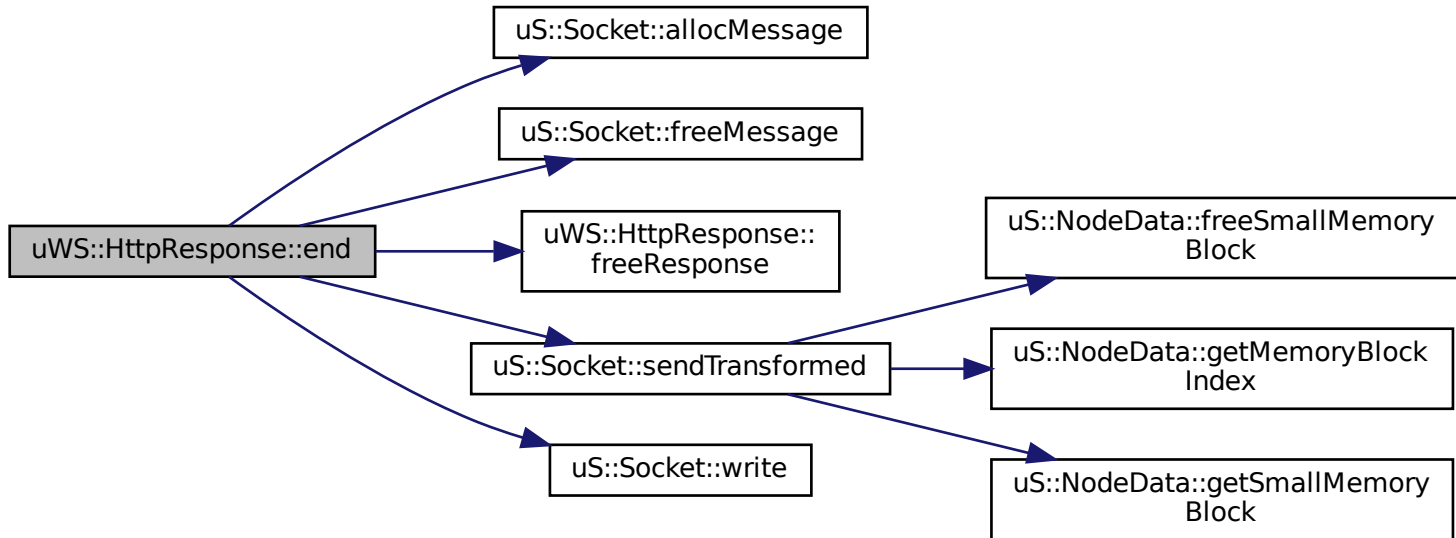 uWS::HttpResponse::end
uS::Socket::allocMessage
uS::Socket::freeMessage
uWS::HttpResponse::
freeResponse
uS::Socket::sendTransformed
uS::Socket::write
uS::NodeData::freeSmallMemory
Block
uS::NodeData::getMemoryBlock
Index
uS::NodeData::getSmallMemory
Block